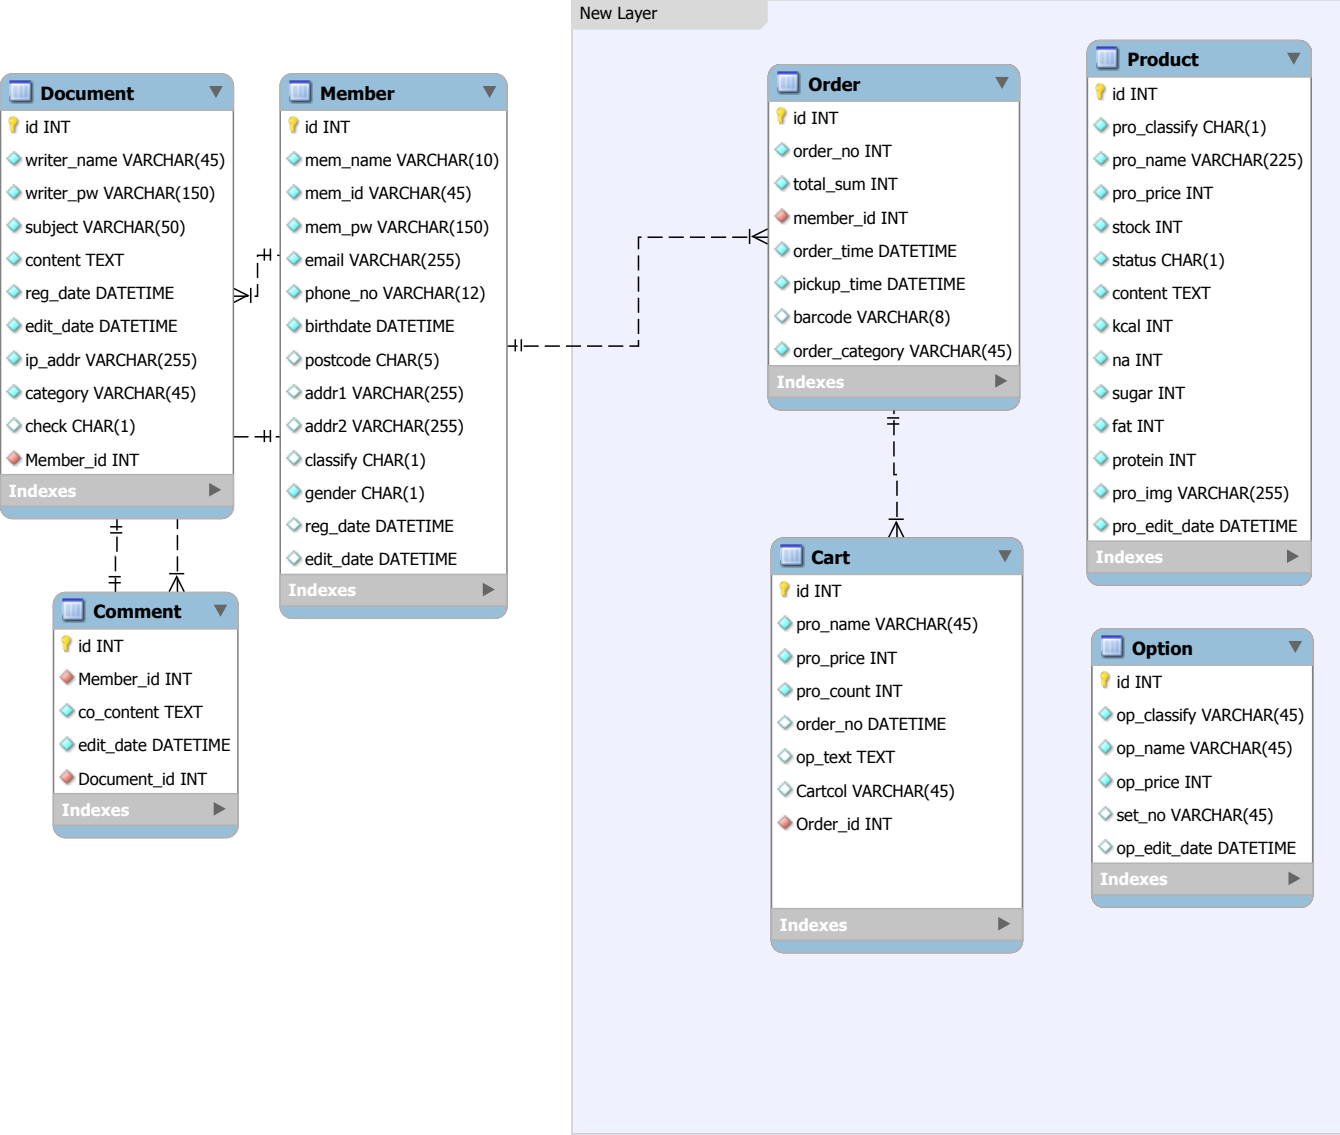 New Layer
Document
id INT
writer_name VARCHAR(45)
writer_pw VARCHAR(150)
subject VARCHAR(50)
content TEXT
reg_date DATETIME
edit_date DATETIME
ip_addr VARCHAR(255)
category VARCHAR(45)
check CHAR(1)
Member_id INT
Indexes
Member
id INT
mem_name VARCHAR(10)
mem_id VARCHAR(45)
mem_pw VARCHAR(150)
email VARCHAR(255)
phone_no VARCHAR(12)
birthdate DATETIME
postcode CHAR(5)
addr1 VARCHAR(255)
addr2 VARCHAR(255)
classify CHAR(1)
gender CHAR(1)
reg_date DATETIME
edit_date DATETIME
Indexes
Comment
id INT
Member_id INT
co_content TEXT
edit_date DATETIME
Document_id INT
Indexes
Order
id INT
order_no INT
total_sum INT
member_id INT
order_time DATETIME
pickup_time DATETIME
barcode VARCHAR(8)
order_category VARCHAR(45)
Indexes
Cart
id INT
pro_name VARCHAR(45)
pro_price INT
pro_count INT
order_no DATETIME
op_text TEXT
Cartcol VARCHAR(45)
Order_id INT
Indexes
Product
id INT
pro_classify CHAR(1)
pro_name VARCHAR(225)
pro_price INT
stock INT
status CHAR(1)
content TEXT
kcal INT
na INT
sugar INT
fat INT
protein INT
pro_img VARCHAR(255)
pro_edit_date DATETIME
Indexes
Option
id INT
op_classify VARCHAR(45)
op_name VARCHAR(45)
op_price INT
set_no VARCHAR(45)
op_edit_date DATETIME
Indexes